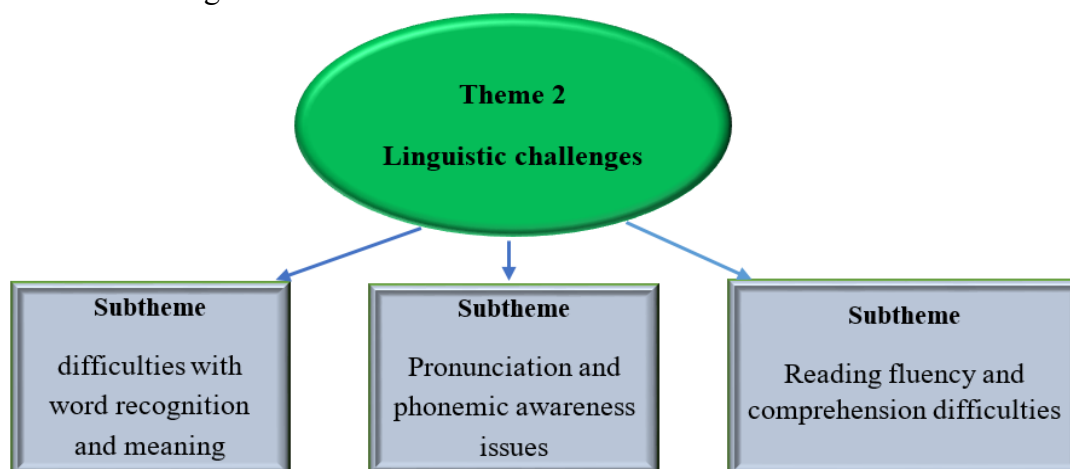 Theme 2
Linguistic challenges
Subtheme
difficulties with
word recognition
and meaning
Subtheme
Pronunciation and
phonemic awareness
issues
Subtheme
Reading fluency and
comprehension difficulties